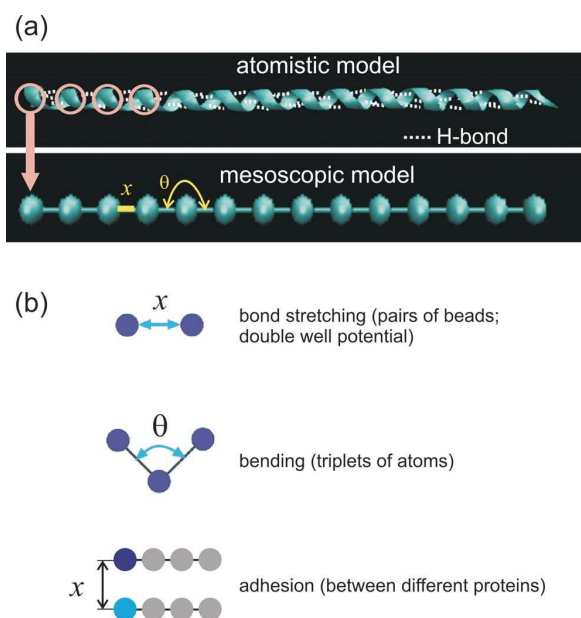 (a)
atomistic model
H-bond
mesoscopic model
x
θ
(b)
x
bond stretching (pairs of beads;
double well potential)
θ
bending (triplets of atoms)
x
adhesion (between different proteins)